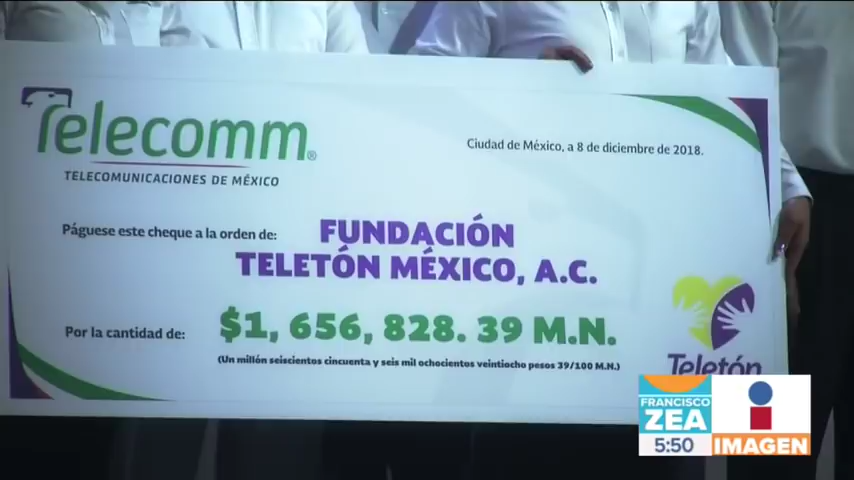 Telecomm®
TELECOMUNICACIONES DE MÉXICO
Ciudad de México, a 8 de diciembre de 2018.
Páguese este cheque a la orden de:
FUNDACIÓN
TELETÓN MÉXICO, A.C.
Por la cantidad de:
$1, 656, 828. 39 M.N.
(Un millón seiscientos cincuenta y seis mil ochocientos veintiocho pesos 39/100 M.N.)
Teletón
FRANCISCO
ZEA
5:50
IMAGEN